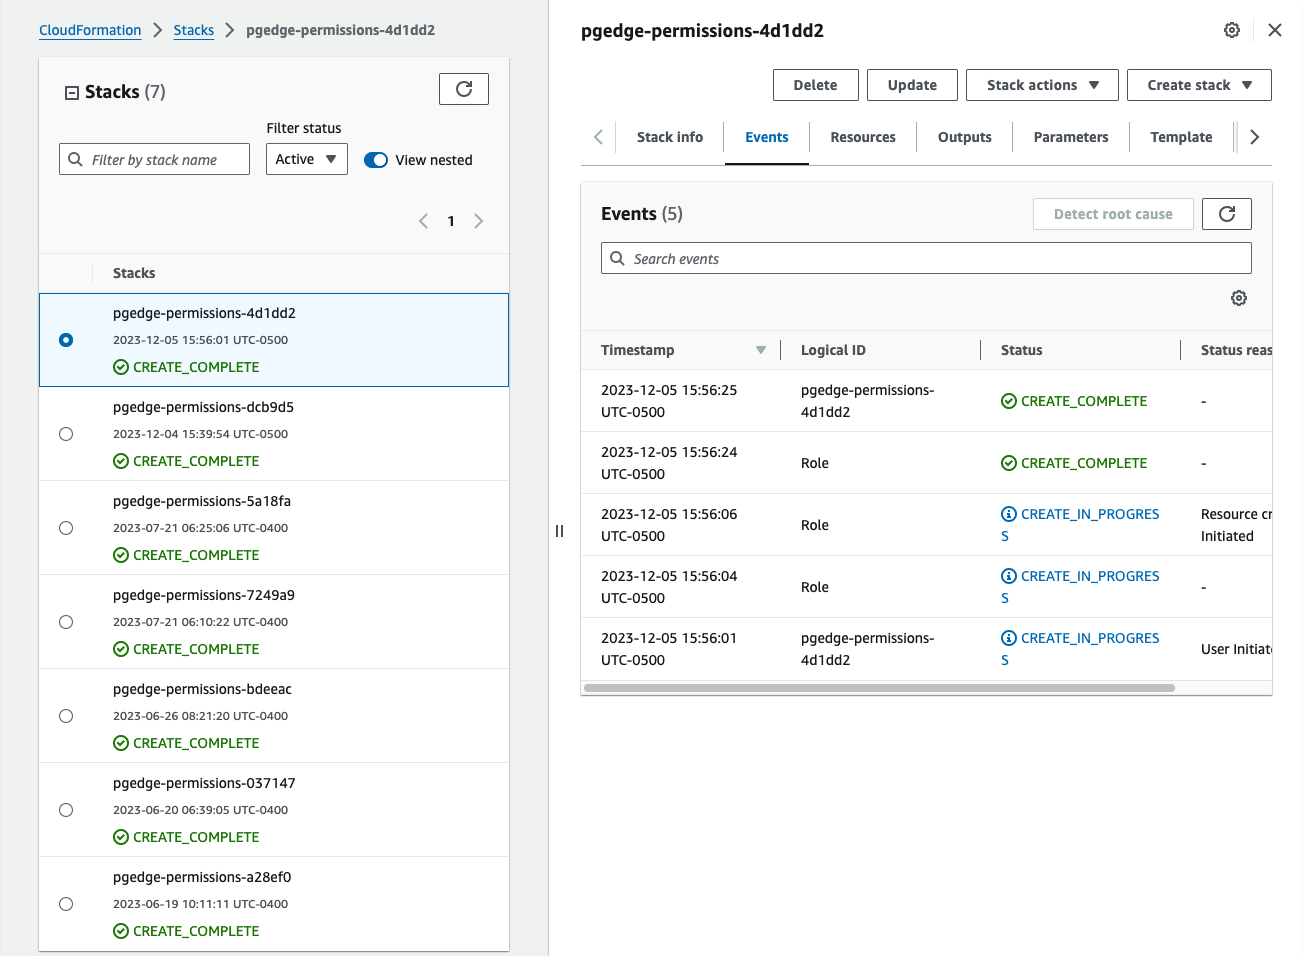 CloudFormation > Stacks > pgedge-permissions-4d1dd2
Stacks (7)
Filter status
Filter by stack name
Active
View nested
1
Stacks
pgedge-permissions-4d1dd2
2023-12-05 15:56:01 UTC-0500
CREATE_COMPLETE
pgedge-permissions-dcb9d5
2023-12-04 15:39:54 UTC-0500
CREATE_COMPLETE
pgedge-permissions-5a18fa
2023-07-21 06:25:06 UTC-0400
CREATE_COMPLETE
pgedge-permissions-7249a9
2023-07-21 06:10:22 UTC-0400
CREATE_COMPLETE
pgedge-permissions-bdeeac
2023-06-26 08:21:20 UTC-0400
CREATE_COMPLETE
pgedge-permissions-037147
2023-06-20 06:39:05 UTC-0400
CREATE_COMPLETE
pgedge-permissions-a28ef0
2023-06-19 10:11:11 UTC-0400
CREATE_COMPLETE
pgedge-permissions-4d1dd2
Delete
Update
Stack actions
Create stack
Stack info
Events
Resources
Outputs
Parameters
Template
Events (5)
Detect root cause
Search events
Timestamp
Logical ID
Status
Status reas
2023-12-05 15:56:25
UTC-0500
pgedge-permissions-
4d1dd2
CREATE_COMPLETE
-
2023-12-05 15:56:24
UTC-0500
Role
CREATE_COMPLETE
-
2023-12-05 15:56:06
UTC-0500
Role
CREATE_IN_PROGRES
S
Resource cr
Initiated
2023-12-05 15:56:04
UTC-0500
Role
CREATE_IN_PROGRES
S
-
2023-12-05 15:56:01
UTC-0500
pgedge-permissions-
4d1dd2
CREATE_IN_PROGRES
S
User Initiate